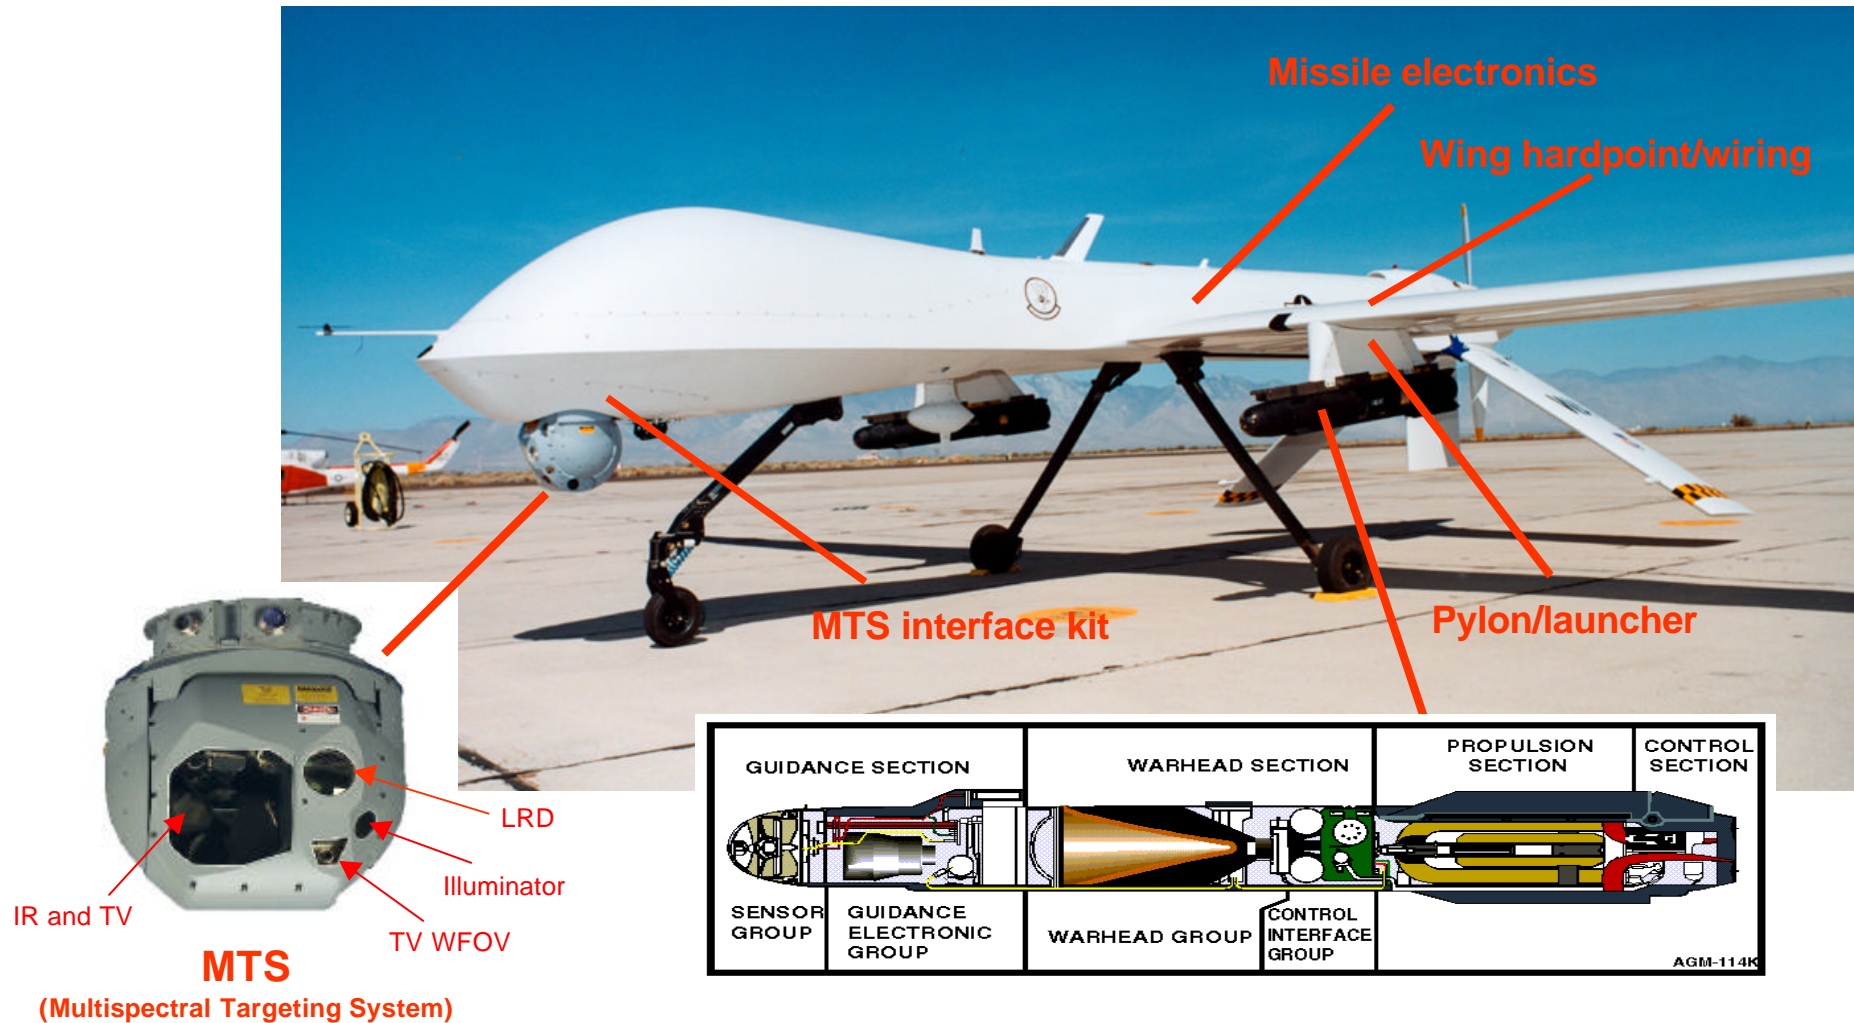 Missile electronics
Wing hardpoint/wiring
MTS interface kit
Pylon/launcher
LRD
Illuminator
IR and TV
TV WFOV
MTS
(Multispectral Targeting System)
GUIDANCE SECTION
WARHEAD SECTION
PROPULSION
SECTION
CONTROL
SECTION
SENSOR
GROUP
GUIDANCE
ELECTRONIC
GROUP
WARHEAD GROUP
CONTROL
INTERFACE
GROUP
AGM-114K